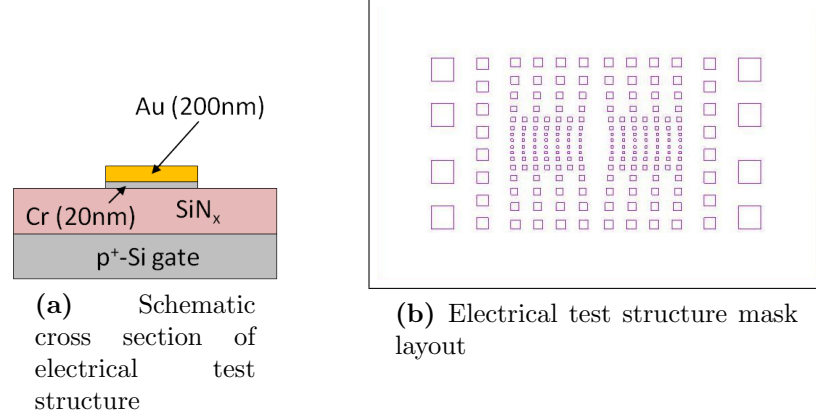 Au (200nm)
Cr (20nm)
SiNx
p+-Si gate
(a) Schematic
cross section of
electrical test
structure
(b) Electrical test structure mask
layout